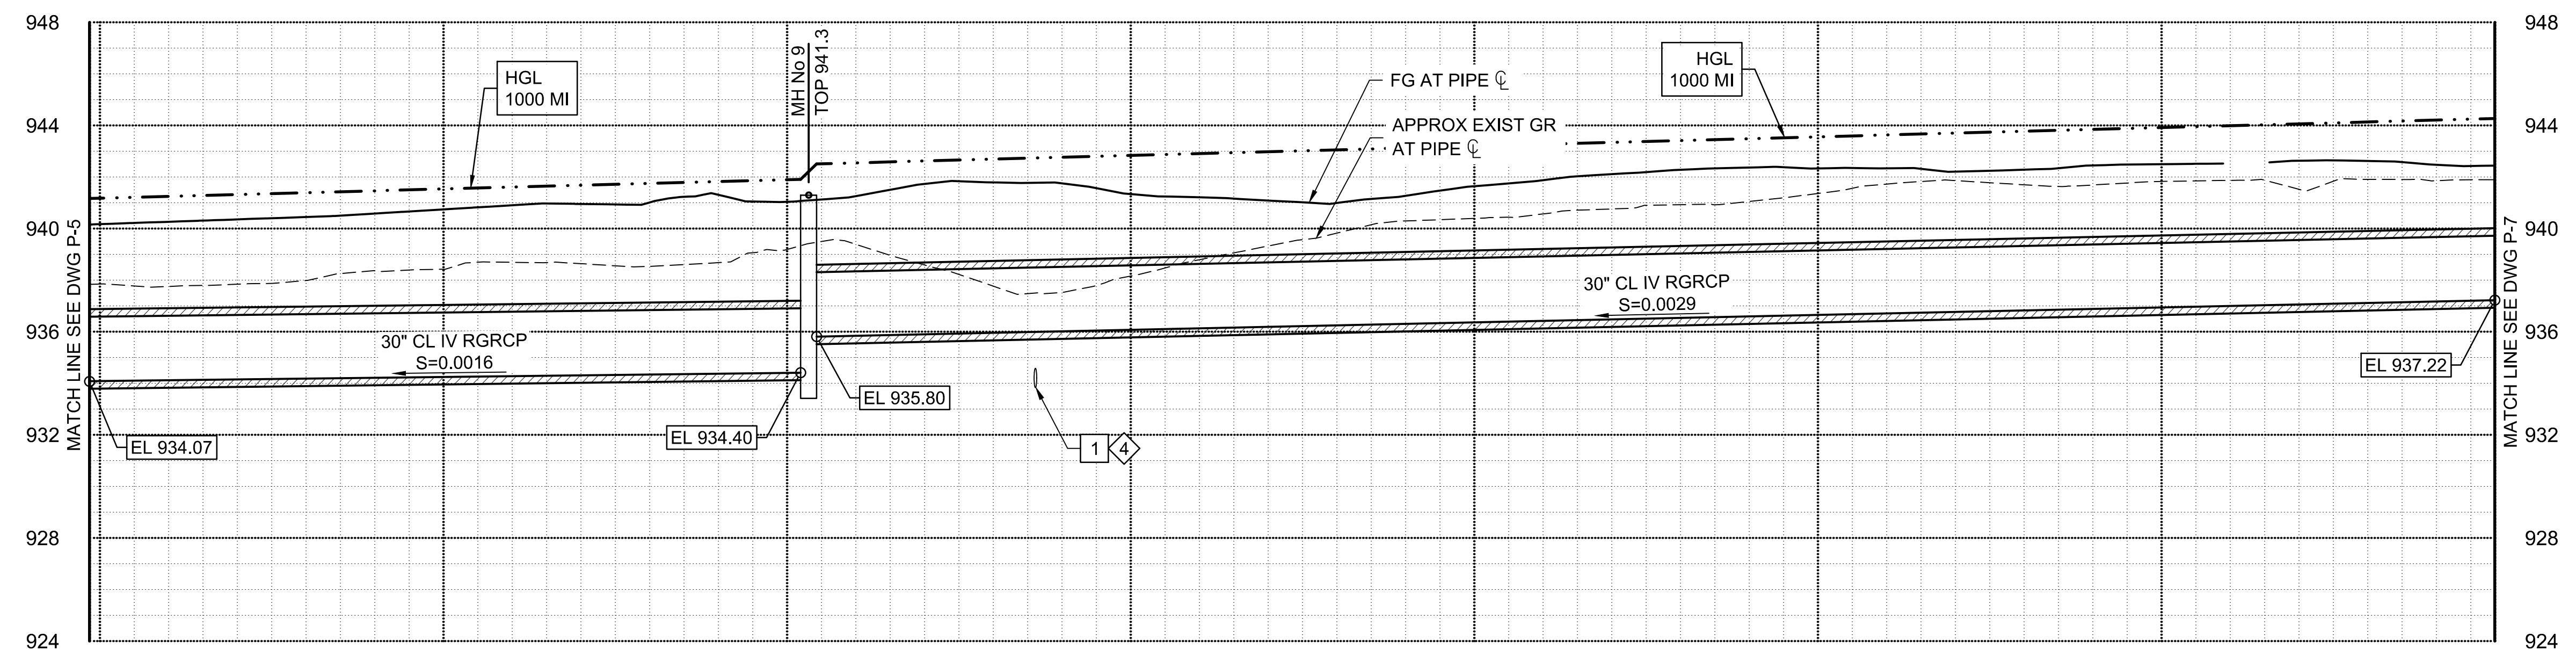 948
944
940
936
932
928
924
MATCH LINE SEE DWG P-5
HGL
1000 MI
MH No 9
TOP 941.3
FG AT PIPE ℄
APPROX EXIST GR
AT PIPE ℄
HGL
1000 MI
30" CL IV RGRCP
S=0.0016
30" CL IV RGRCP
S=0.0029
EL 934.07
EL 934.40
EL 935.80
1 4
EL 937.22
MATCH LINE SEE DWG P-7
948
944
940
936
932
928
924